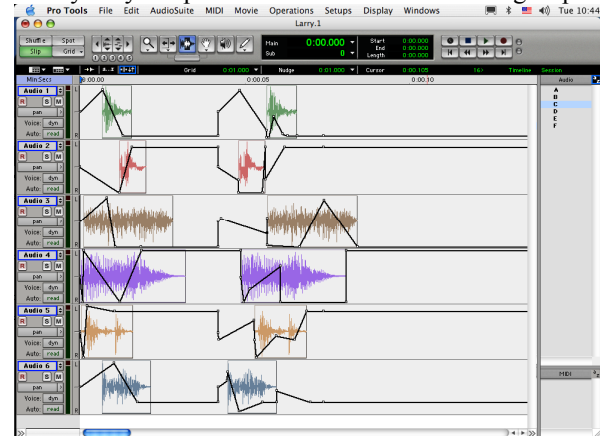 Pro Tools File Edit AudioSuite MIDI Movie Operations Setups Display Windows Tue 10:44
Larry.1
Shuffle Spot
Slip Grid
Main 0:00.000
Sub 0
Start 0:00.000
End 0:00.000
Length 0:00.000
Grid 0:01.000 Nudge 0:01.000 Cursor 0:00.105 Timeline Session
Min:Secs 0:00.00 0:00.05 0:00.10 Audio
Audio 1
R S M
pan
Voice: dyn
Auto: read
L
R
Audio 2
R S M
pan
Voice: dyn
Auto: read
L
R
Audio 3
R S M
pan
Voice: dyn
Auto: read
L
R
Audio 4
R S M
pan
Voice: dyn
Auto: read
L
R
Audio 5
R S M
pan
Voice: dyn
Auto: read
L
R
Audio 6
R S M
pan
Voice: dyn
Auto: read
L
R
A
B
C
D
E
F
MIDI